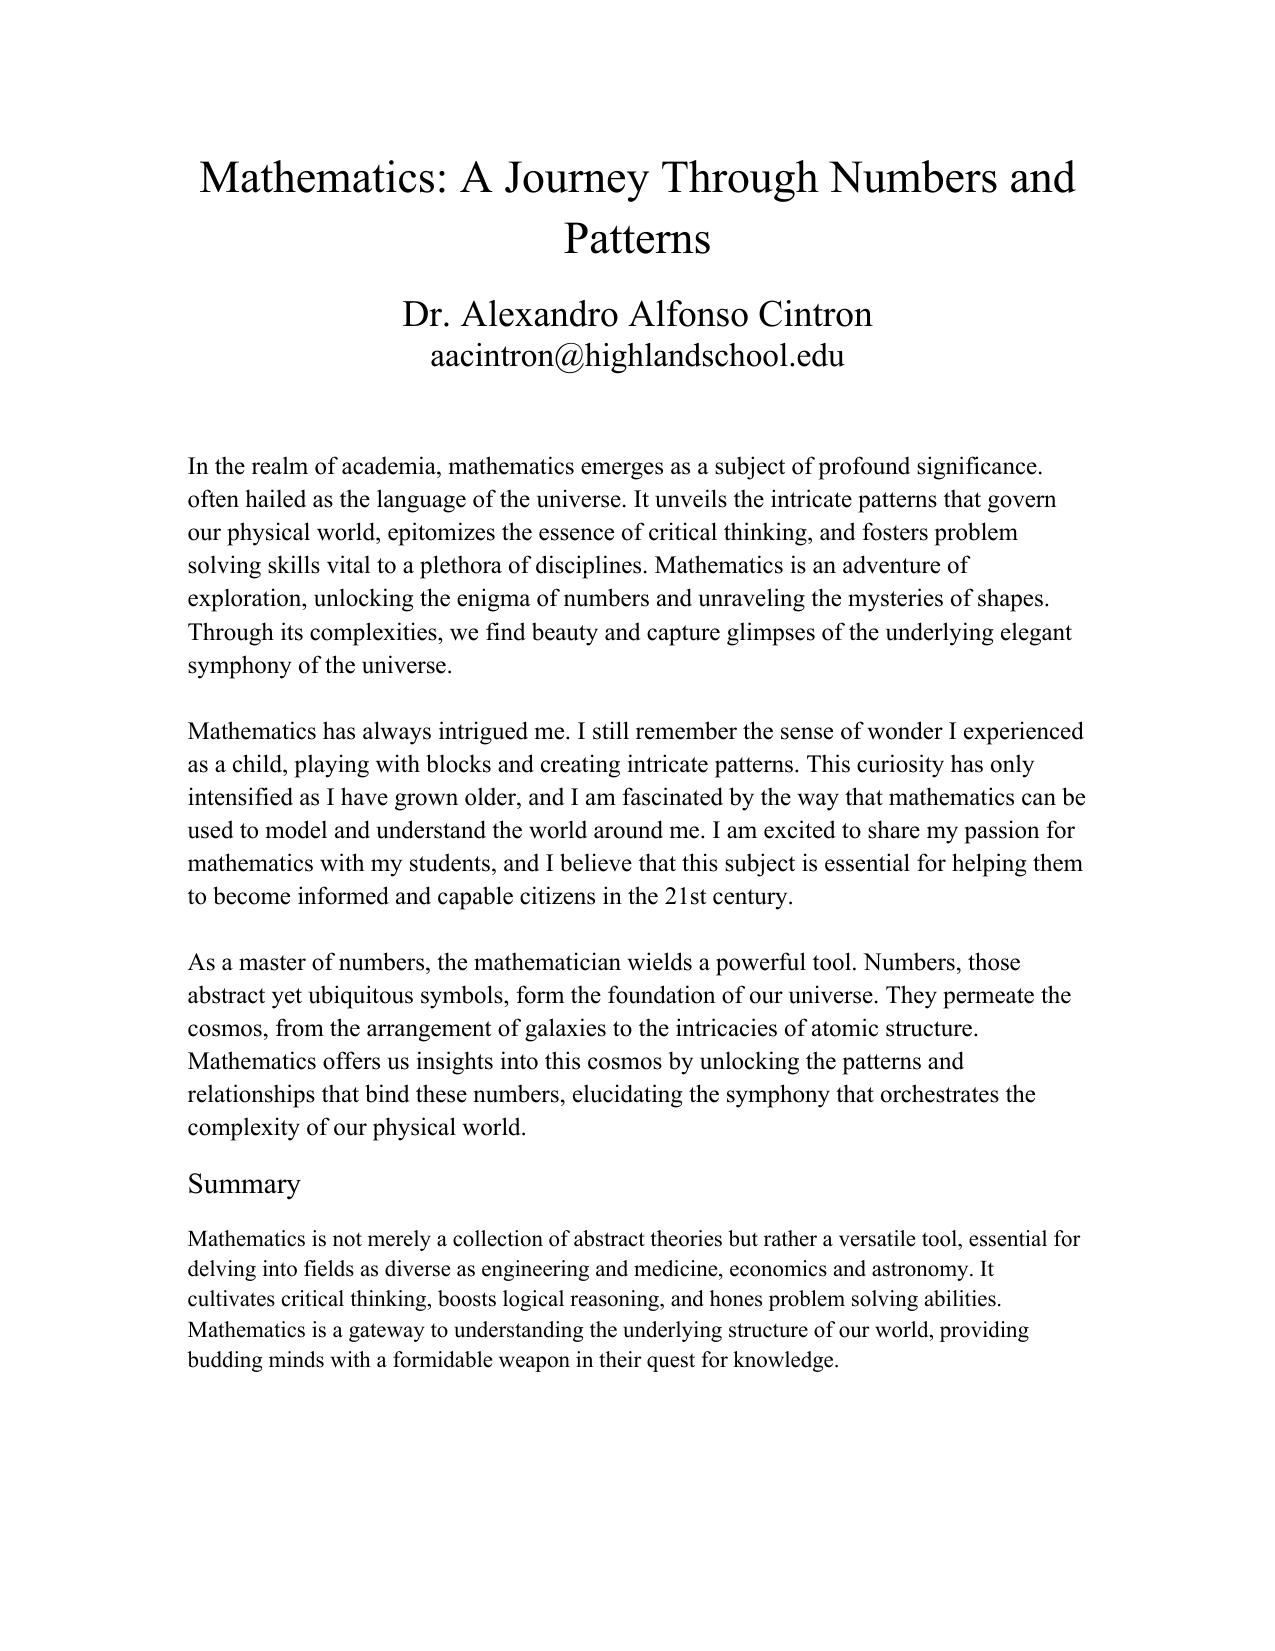 Mathematics: A Journey Through Numbers and
Patterns
Dr. Alexandro Alfonso Cintron
aacintron@highlandschool.edu
In the realm of academia, mathematics emerges as a subject of profound significance.
often hailed as the language of the universe. It unveils the intricate patterns that govern
our physical world, epitomizes the essence of critical thinking, and fosters problem
solving skills vital to a plethora of disciplines. Mathematics is an adventure of
exploration, unlocking the enigma of numbers and unraveling the mysteries of shapes.
Through its complexities, we find beauty and capture glimpses of the underlying elegant
symphony of the universe.
Mathematics has always intrigued me. I still remember the sense of wonder I experienced
as a child, playing with blocks and creating intricate patterns. This curiosity has only
intensified as I have grown older, and I am fascinated by the way that mathematics can be
used to model and understand the world around me. I am excited to share my passion for
mathematics with my students, and I believe that this subject is essential for helping them
to become informed and capable citizens in the 21st century.
As a master of numbers, the mathematician wields a powerful tool. Numbers, those
abstract yet ubiquitous symbols, form the foundation of our universe. They permeate the
cosmos, from the arrangement of galaxies to the intricacies of atomic structure.
Mathematics offers us insights into this cosmos by unlocking the patterns and
relationships that bind these numbers, elucidating the symphony that orchestrates the
complexity of our physical world.
Summary
Mathematics is not merely a collection of abstract theories but rather a versatile tool, essential for
delving into fields as diverse as engineering and medicine, economics and astronomy. It
cultivates critical thinking, boosts logical reasoning, and hones problem solving abilities.
Mathematics is a gateway to understanding the underlying structure of our world, providing
budding minds with a formidable weapon in their quest for knowledge.